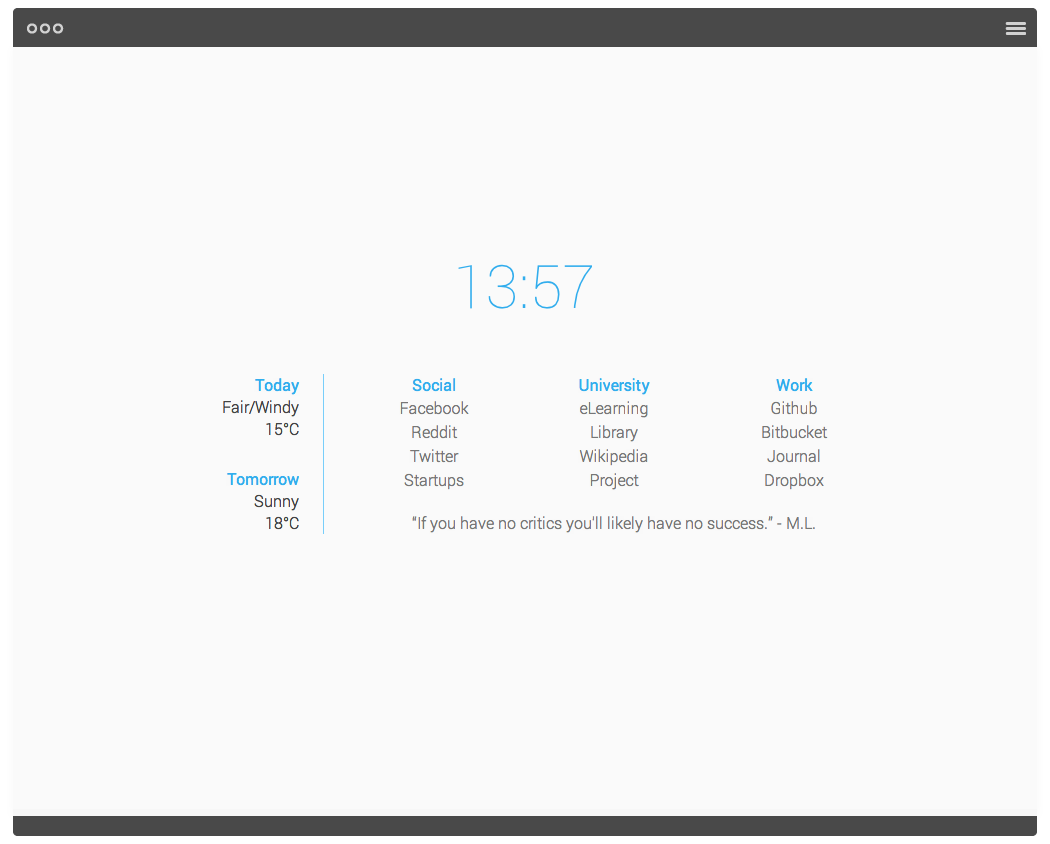 13:57
Today
Fair/Windy
15°C
Tomorrow
Sunny
18°C
Social
Facebook
Reddit
Twitter
Startups
University
eLearning
Library
Wikipedia
Project
Work
Github
Bitbucket
Journal
Dropbox
“If you have no critics you'll likely have no success.” - M.L.